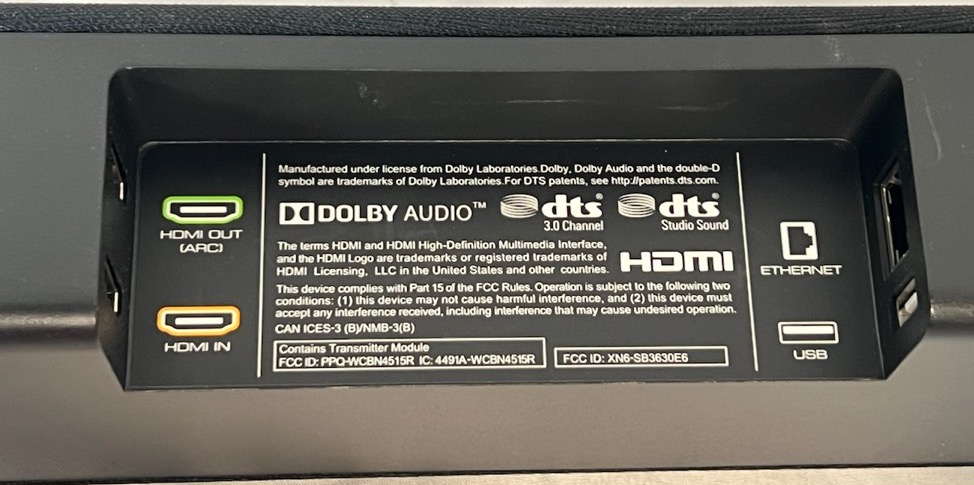 HDMI OUT
(ARC)
HDMI IN
Manufactured under license from Dolby Laboratories.Dolby, Dolby Audio and the double-D
symbol are trademarks of Dolby Laboratories.For DTS patents, see http://patents.dts.com.
DOLBY AUDIO™
dts®
3.0 Channel
dts®
Studio Sound
The terms HDMI and HDMI High-Definition Multimedia Interface,
and the HDMI Logo are trademarks or registered trademarks of
HDMI Licensing, LLC in the United States and other countries.
HDMI
This device complies with Part 15 of the FCC Rules. Operation is subject to the following two
conditions: (1) this device may not cause harmful interference, and (2) this device must
accept any interference received, including interference that may cause undesired operation.
CAN ICES-3 (B)/NMB-3(B)
Contains Transmitter Module
FCC ID: PPQ-WCBN4515R IC: 4491A-WCBN4515R
FCC ID: XN6-SB3630E6
ETHERNET
USB